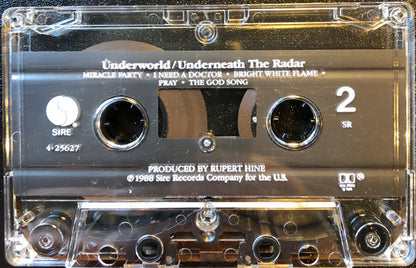 Ünderworld/Underneath The Radar
MIRACLE PARTY • I NEED A DOCTOR • BRIGHT WHITE FLAME •
PRAY • THE GOD SONG
SIRE
4-25627
2
SR
PRODUCED BY RUPERT HINE
℗©1988 Sire Records Company for the U.S.